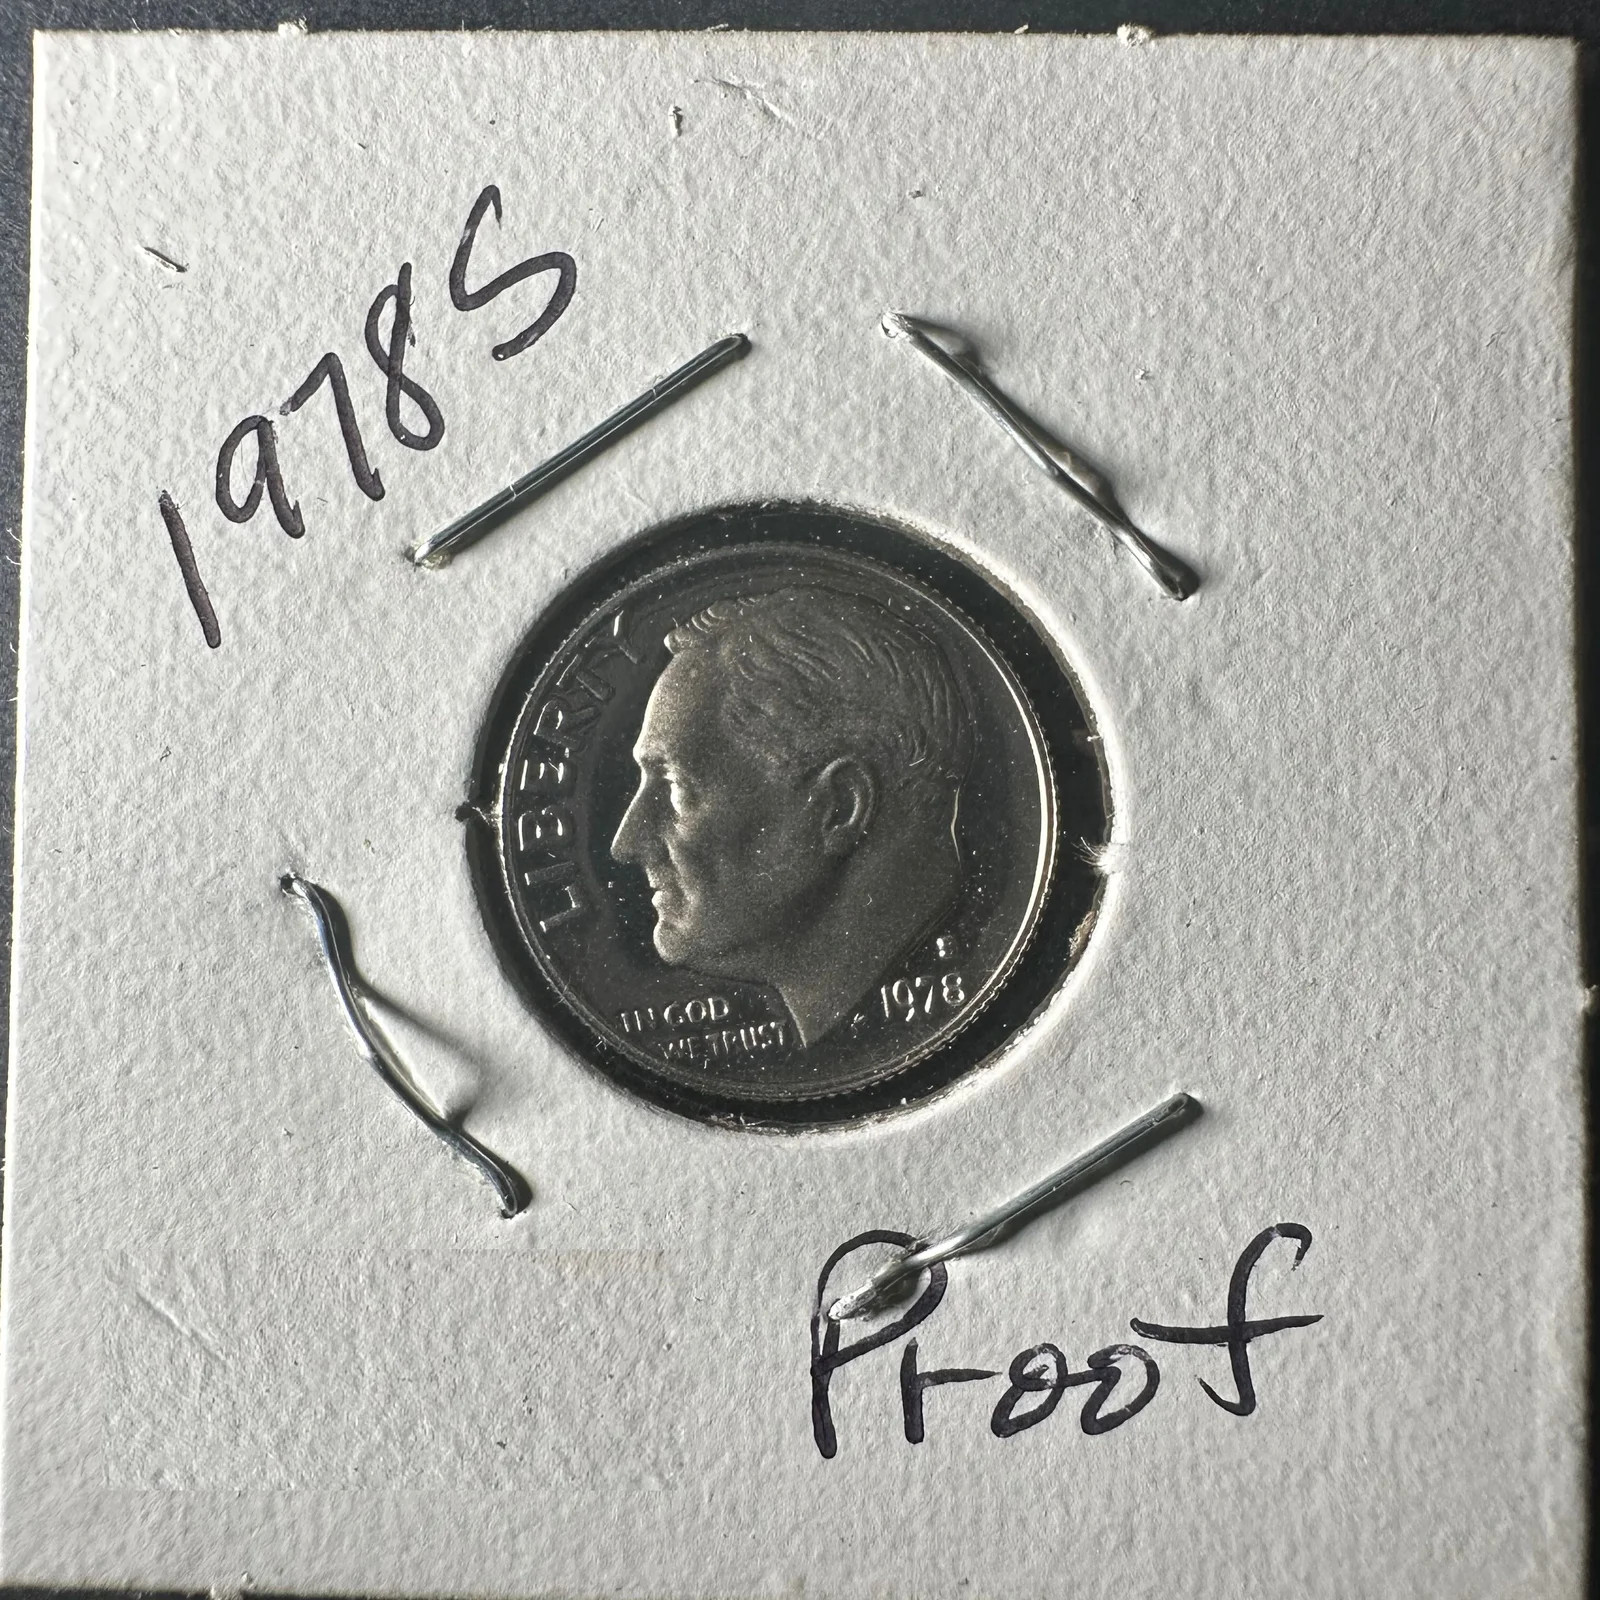 1978S
LIBERTY
S
1978
IN GOD
WE TRUST
Proof